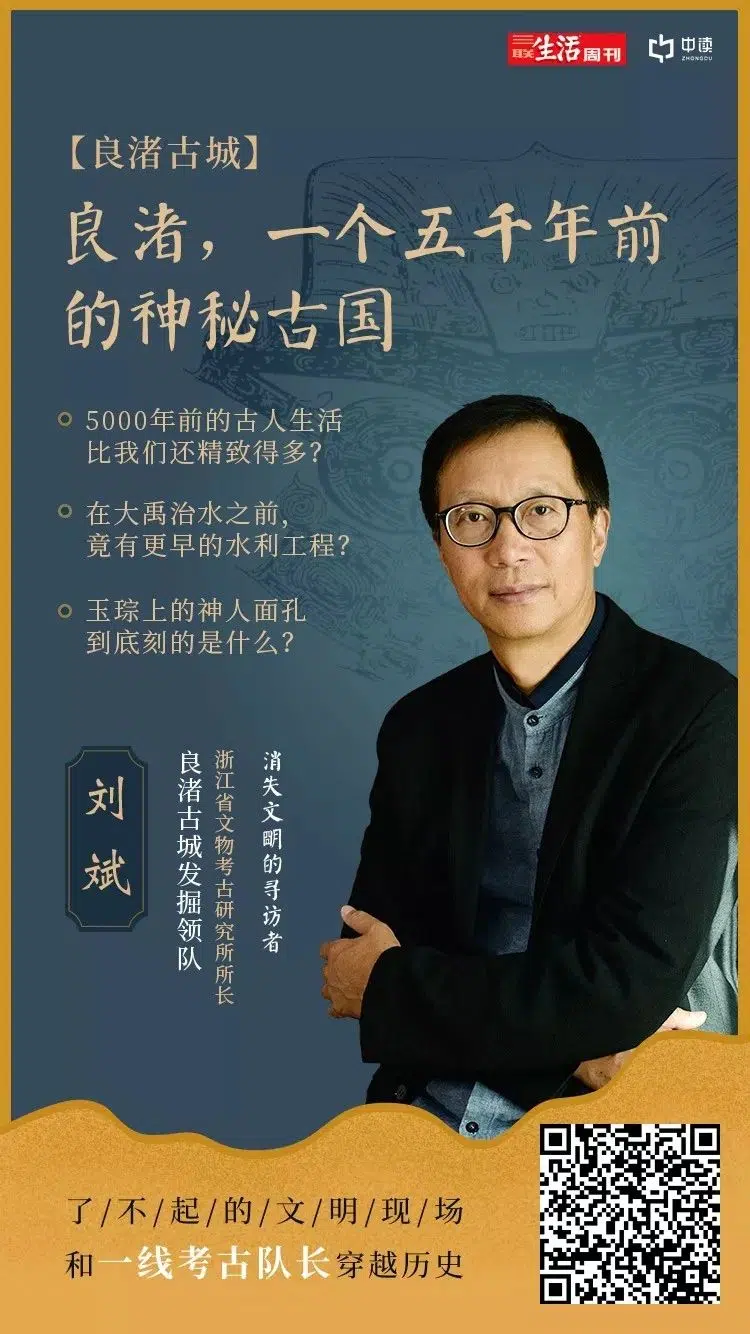 三联生活周刊
中读
ZHONGDU
【良渚古城】
良渚，一个五千年前
的神秘古国
5000年前的古人生活
比我们还精致得多？
在大禹治水之前，
竟有更早的水利工程？
玉琮上的神人面孔
到底刻的是什么？
刘斌
良渚古城发掘领队
浙江省文物考古研究所所长
消失文明的寻访者
了/不/起/的/文/明/现/场
和一线考古队长穿越历史